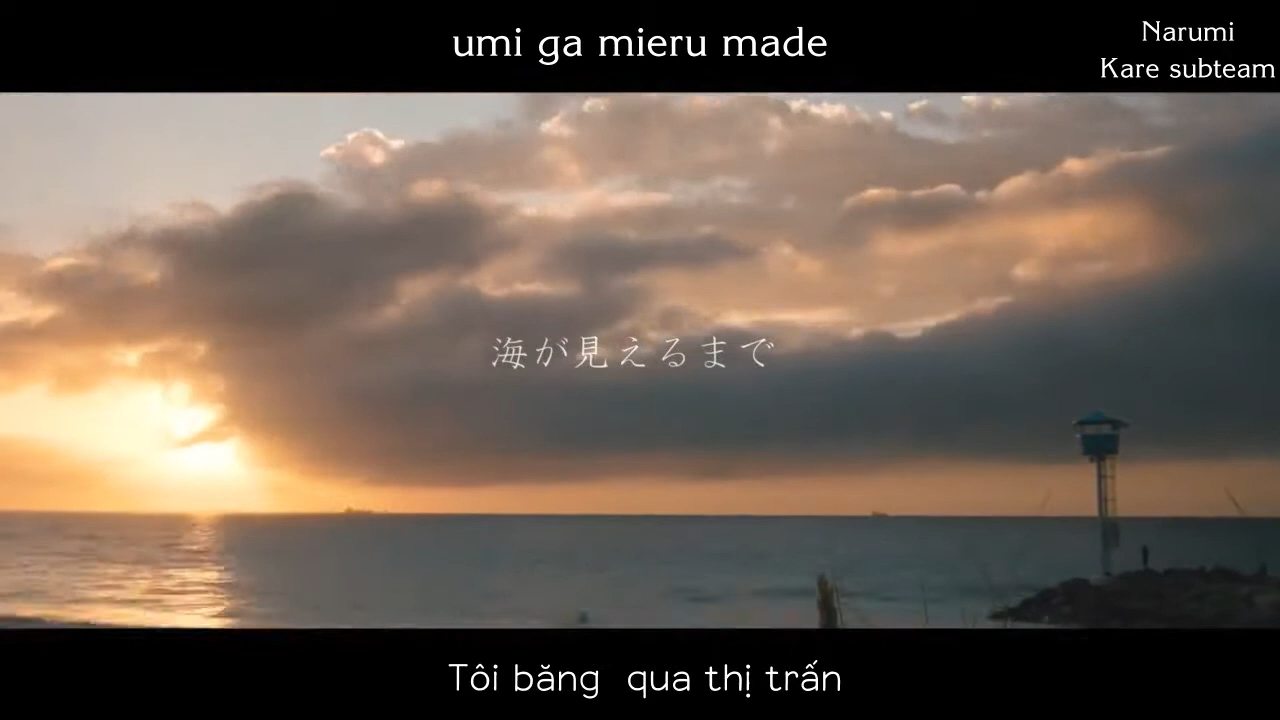 umi ga mieru made
Narumi
Kare subteam
海が見えるまで
Tôi băng qua thị trấn